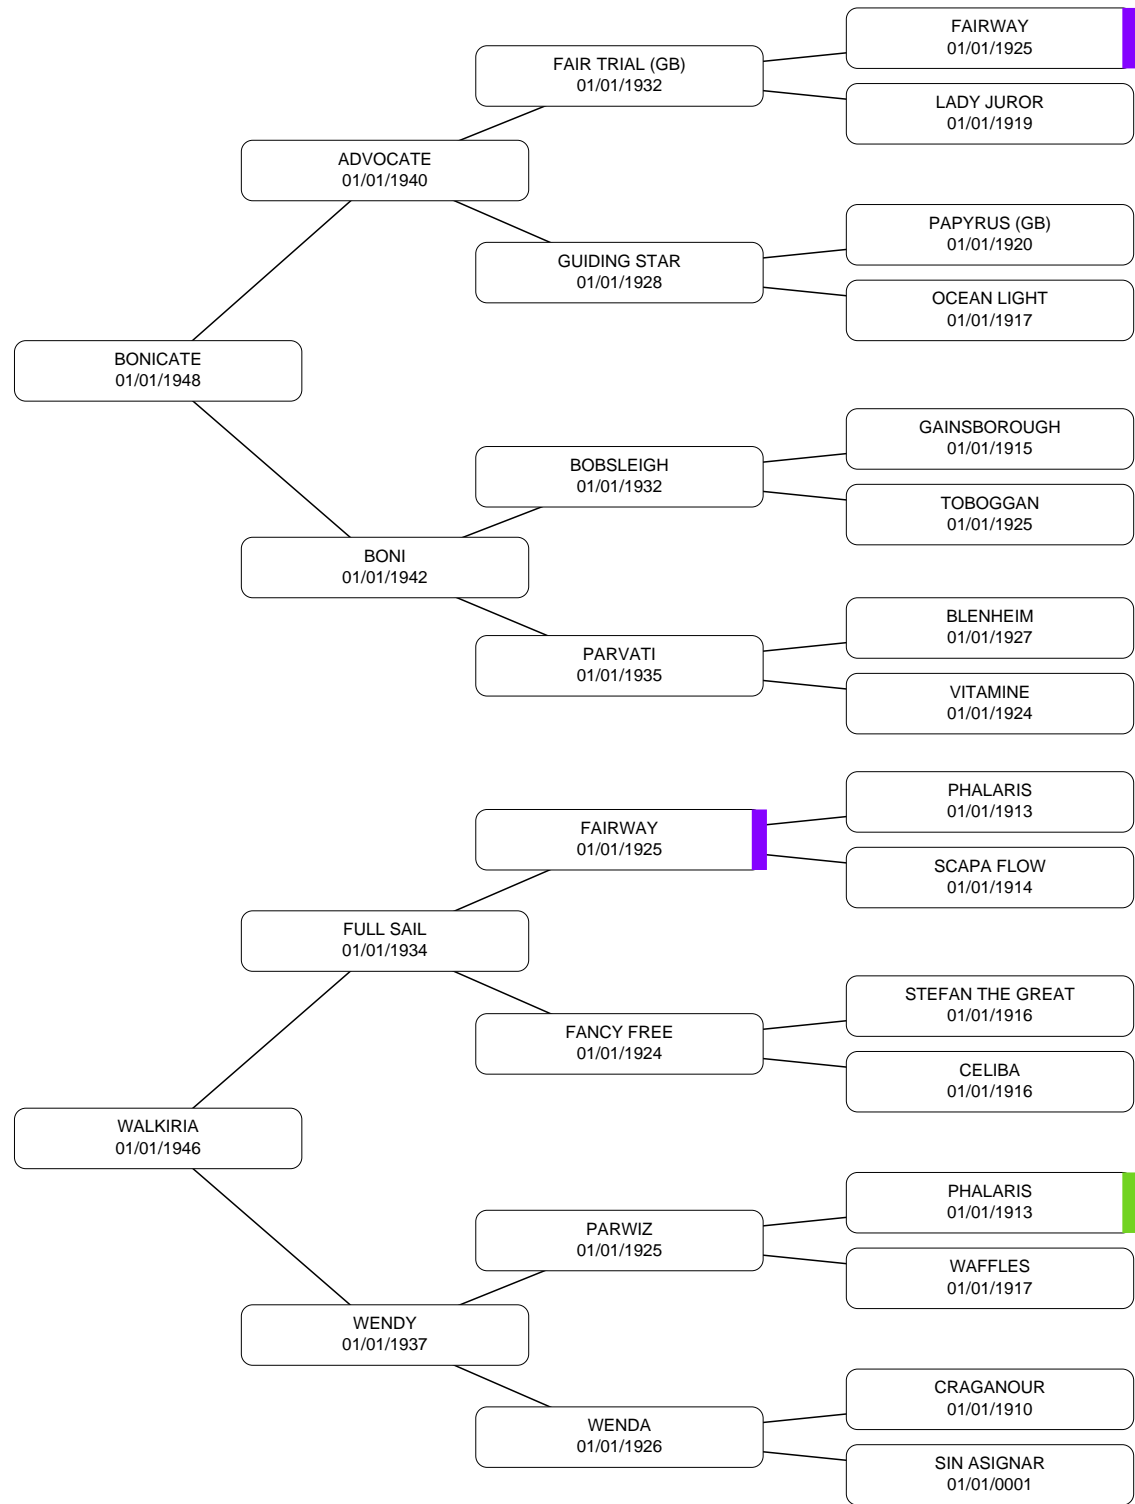 FAIRWAY
01/01/1925
FAIR TRIAL (GB)
01/01/1932
LADY JUROR
01/01/1919
ADVOCATE
01/01/1940
PAPYRUS (GB)
01/01/1920
GUIDING STAR
01/01/1928
OCEAN LIGHT
01/01/1917
BONICATE
01/01/1948
GAINSBOROUGH
01/01/1915
BOBSLEIGH
01/01/1932
TOBOGGAN
01/01/1925
BONI
01/01/1942
BLENHEIM
01/01/1927
PARVATI
01/01/1935
VITAMINE
01/01/1924
PHALARIS
01/01/1913
FAIRWAY
01/01/1925
SCAPA FLOW
01/01/1914
FULL SAIL
01/01/1934
STEFAN THE GREAT
01/01/1916
FANCY FREE
01/01/1924
CELIBA
01/01/1916
WALKIRIA
01/01/1946
PHALARIS
01/01/1913
PARWIZ
01/01/1925
WAFFLES
01/01/1917
WENDY
01/01/1937
CRAGANOUR
01/01/1910
WENDA
01/01/1926
SIN ASIGNAR
01/01/0001